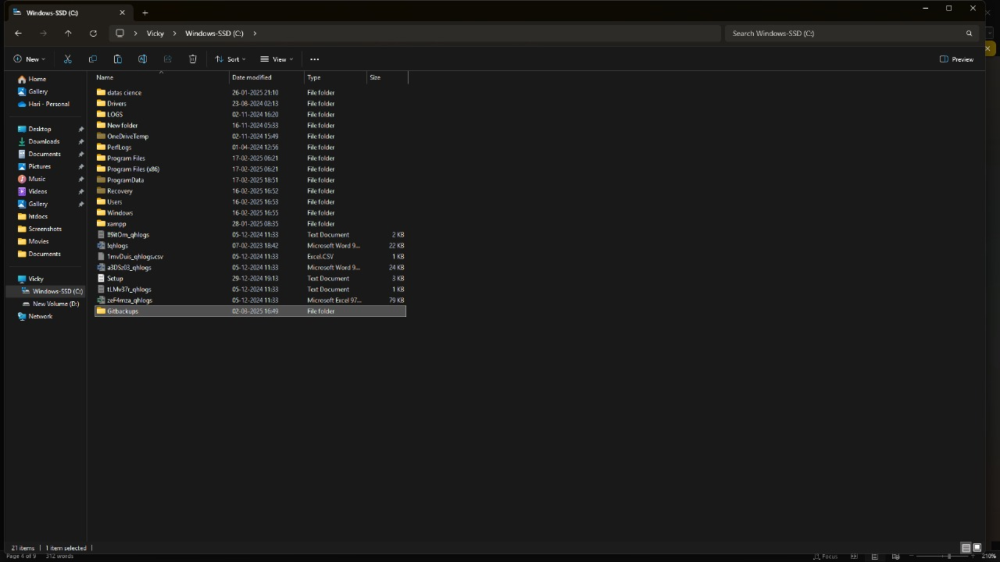 Windows-SSD (C:)
Vicky Windows-SSD (C:) Search Windows-SSD (C:)
New Sort View Preview
Home
Gallery
Hari - Personal
Desktop
Downloads
Documents
Pictures
Music
Videos
Gallery
htdocs
Screenshots
Movies
Documents
Vicky
Windows-SSD (C:)
New Volume (D:)
Network
Name Date modified Type Size
datas cience 26-01-2025 21:10 File folder
Drivers 23-08-2024 02:13 File folder
LOGS 02-11-2024 16:20 File folder
New folder 16-11-2024 05:33 File folder
OneDriveTemp 02-11-2024 15:49 File folder
PerfLogs 01-04-2024 12:56 File folder
Program Files 17-02-2025 06:21 File folder
Program Files (x86) 17-02-2025 06:21 File folder
ProgramData 17-02-2025 18:51 File folder
Recovery 16-02-2025 16:52 File folder
Users 16-02-2025 16:53 File folder
Windows 16-02-2025 16:55 File folder
xampp 28-01-2025 08:35 File folder
!!9itOm_qhlogs 05-12-2024 11:33 Text Document 2 KB
!qhlogs 07-02-2023 18:42 Microsoft Word 9... 22 KB
1mvDuis_qhlogs.csv 05-12-2024 11:33 Excel.CSV 1 KB
a3DSz03_qhlogs 05-12-2024 11:33 Microsoft Word 9... 24 KB
Setup 29-12-2024 19:13 Text Document 3 KB
tLMv37r_qhlogs 05-12-2024 11:33 Text Document 1 KB
zeF4mza_qhlogs 05-12-2024 11:33 Microsoft Excel 97... 79 KB
Gitbackups 02-03-2025 16:49 File folder
21 items 1 item selected
Page 4 of 9 312 words Focus 210%